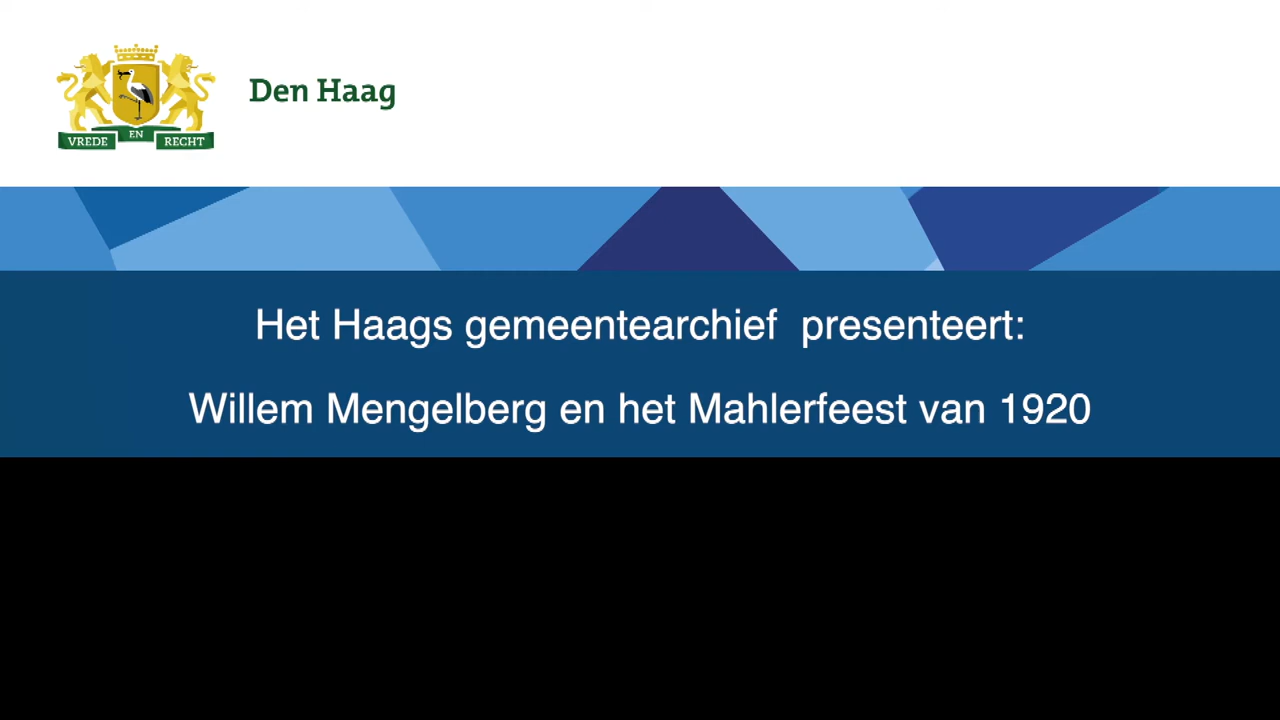 Den Haag
VREDE EN RECHT
Het Haags gemeentearchief presenteert:
Willem Mengelberg en het Mahlerfeest van 1920